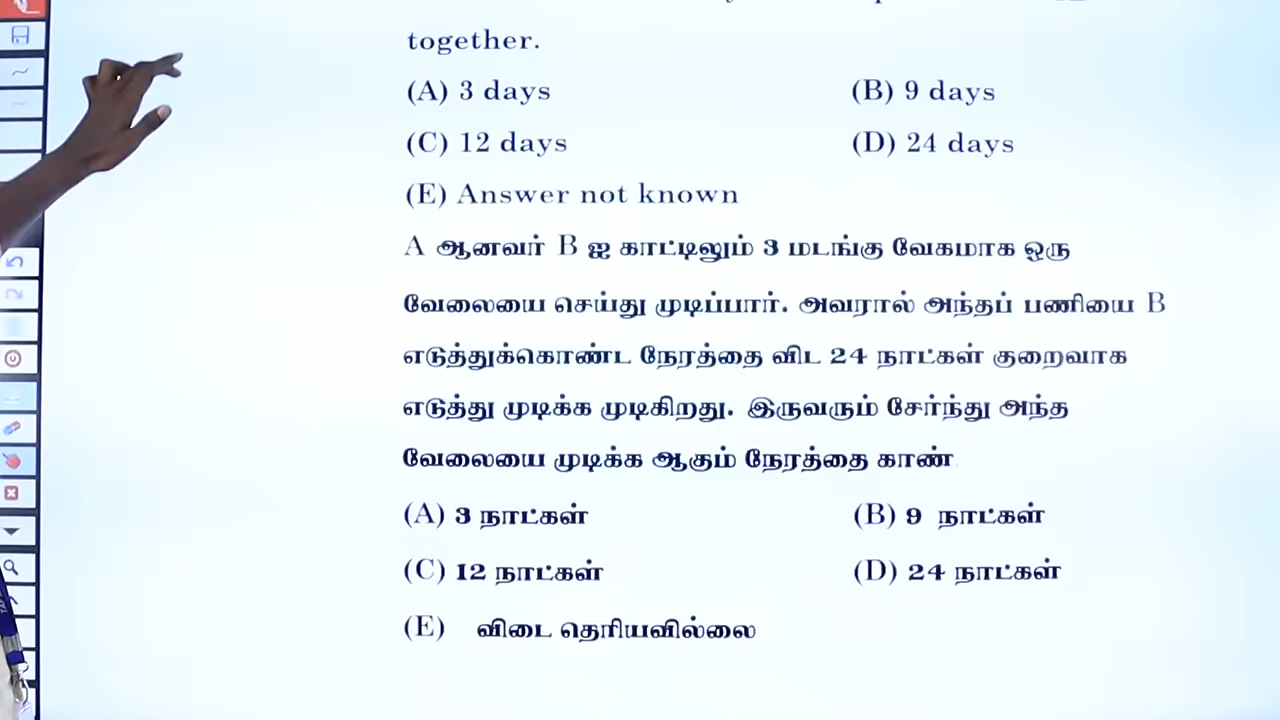 together.
(A) 3 days (B) 9 days
(C) 12 days (D) 24 days
(E) Answer not known
A ஆனவர் B ஐ காட்டிலும் 3 மடங்கு வேகமாக ஒரு
வேலையை செய்து முடிப்பார். அவரால் அந்தப் பணியை B
எடுத்துக்கொண்ட நேரத்தை விட 24 நாட்கள் குறைவாக
எடுத்து முடிக்க முடிகிறது. இருவரும் சேர்ந்து அந்த
வேலையை முடிக்க ஆகும் நேரத்தை காண்
(A) 3 நாட்கள் (B) 9 நாட்கள்
(C) 12 நாட்கள் (D) 24 நாட்கள்
(E) விடை தெரியவில்லை